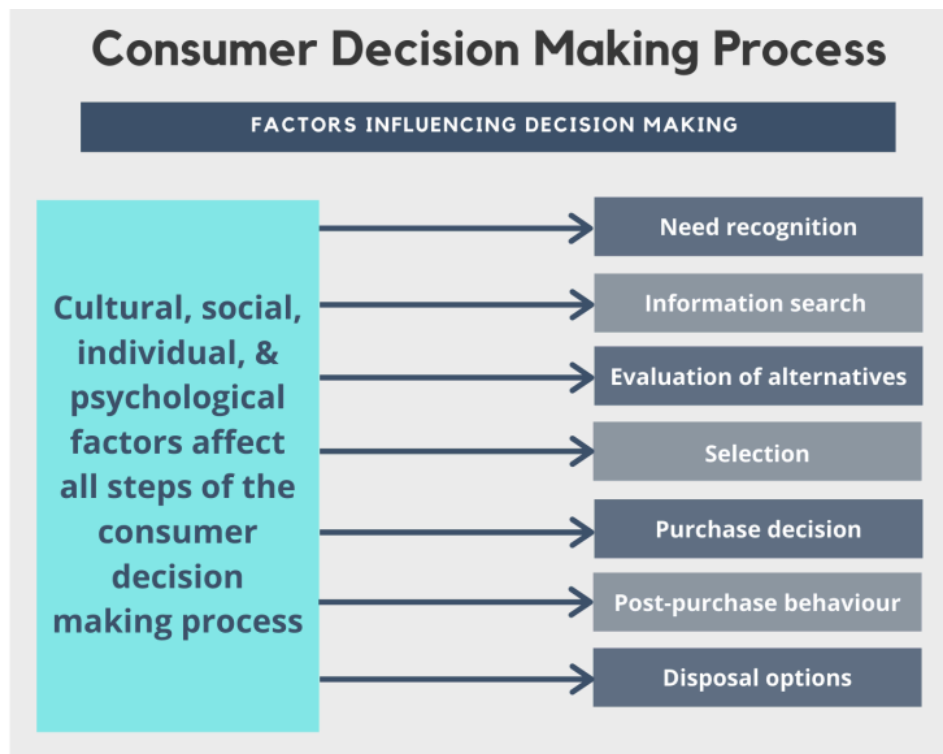 Consumer Decision Making Process
FACTORS INFLUENCING DECISION MAKING
Cultural, social,
individual, &
psychological
factors affect
all steps of the
consumer
decision
making process
Need recognition
Information search
Evaluation of alternatives
Selection
Purchase decision
Post-purchase behaviour
Disposal options